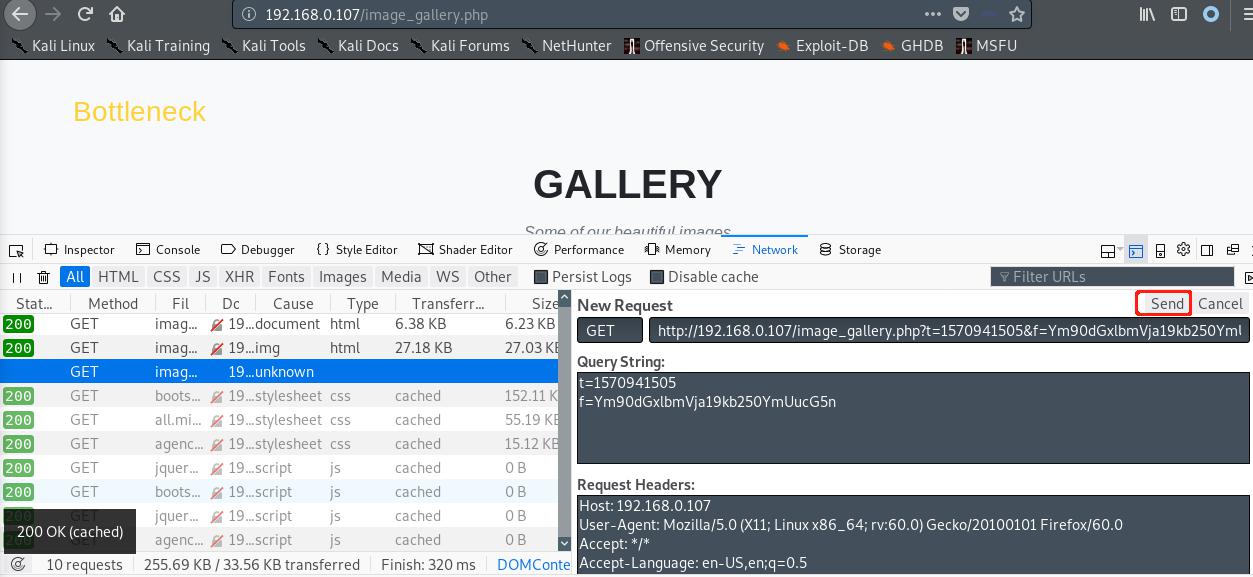 192.168.0.107/image_gallery.php
Kali Linux Kali Training Kali Tools Kali Docs Kali Forums NetHunter Offensive Security Exploit-DB GHDB MSFU
Bottleneck
GALLERY
Some of our beautiful images
Inspector Console Debugger Style Editor Shader Editor Performance Memory Network Storage
All HTML CSS JS XHR Fonts Images Media WS Other Persist Logs Disable cache Filter URLs
Stat... Method Fil Dc Cause Type Transferr... Size
200 GET imag... 19... document html 6.38 KB 6.23 KB
200 GET imag... 19... img html 27.18 KB 27.03 KB
GET imag... 19... unknown
200 GET boots... 19... stylesheet css cached 152.11 K
200 GET all.mi... 19... stylesheet css cached 55.19 KB
200 GET agenc... 19... stylesheet css cached 15.12 KB
200 GET jquer... 19... script js cached 0 B
200 GET boots... 19... script js cached 0 B
200 GET jquer... 19... script js cached 0 B
GET agenc... 19... script js cached 0 B
200 OK (cached)
10 requests 255.69 KB / 33.56 KB transferred Finish: 320 ms DOMConte
New Request Send Cancel
GET http://192.168.0.107/image_gallery.php?t=1570941505&f=Ym90dGxlbmVja19kb250YmU
Query String:
t=1570941505
f=Ym90dGxlbmVja19kb250YmUucG5n
Request Headers:
Host: 192.168.0.107
User-Agent: Mozilla/5.0 (X11; Linux x86_64; rv:60.0) Gecko/20100101 Firefox/60.0
Accept: */*
Accept-Language: en-US,en;q=0.5